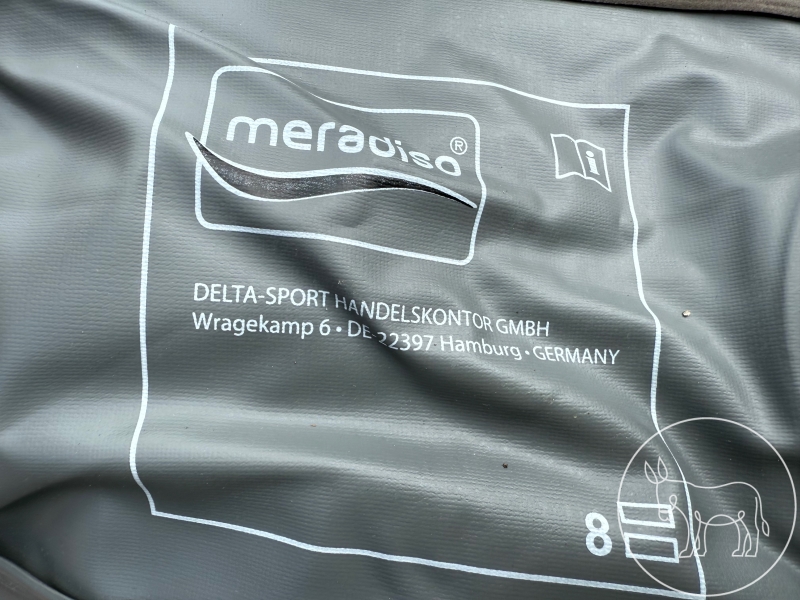 meradiso®
i
DELTA-SPORT HANDELSKONTOR GMBH
Wragekamp 6 • DE-22397 Hamburg • GERMANY
8